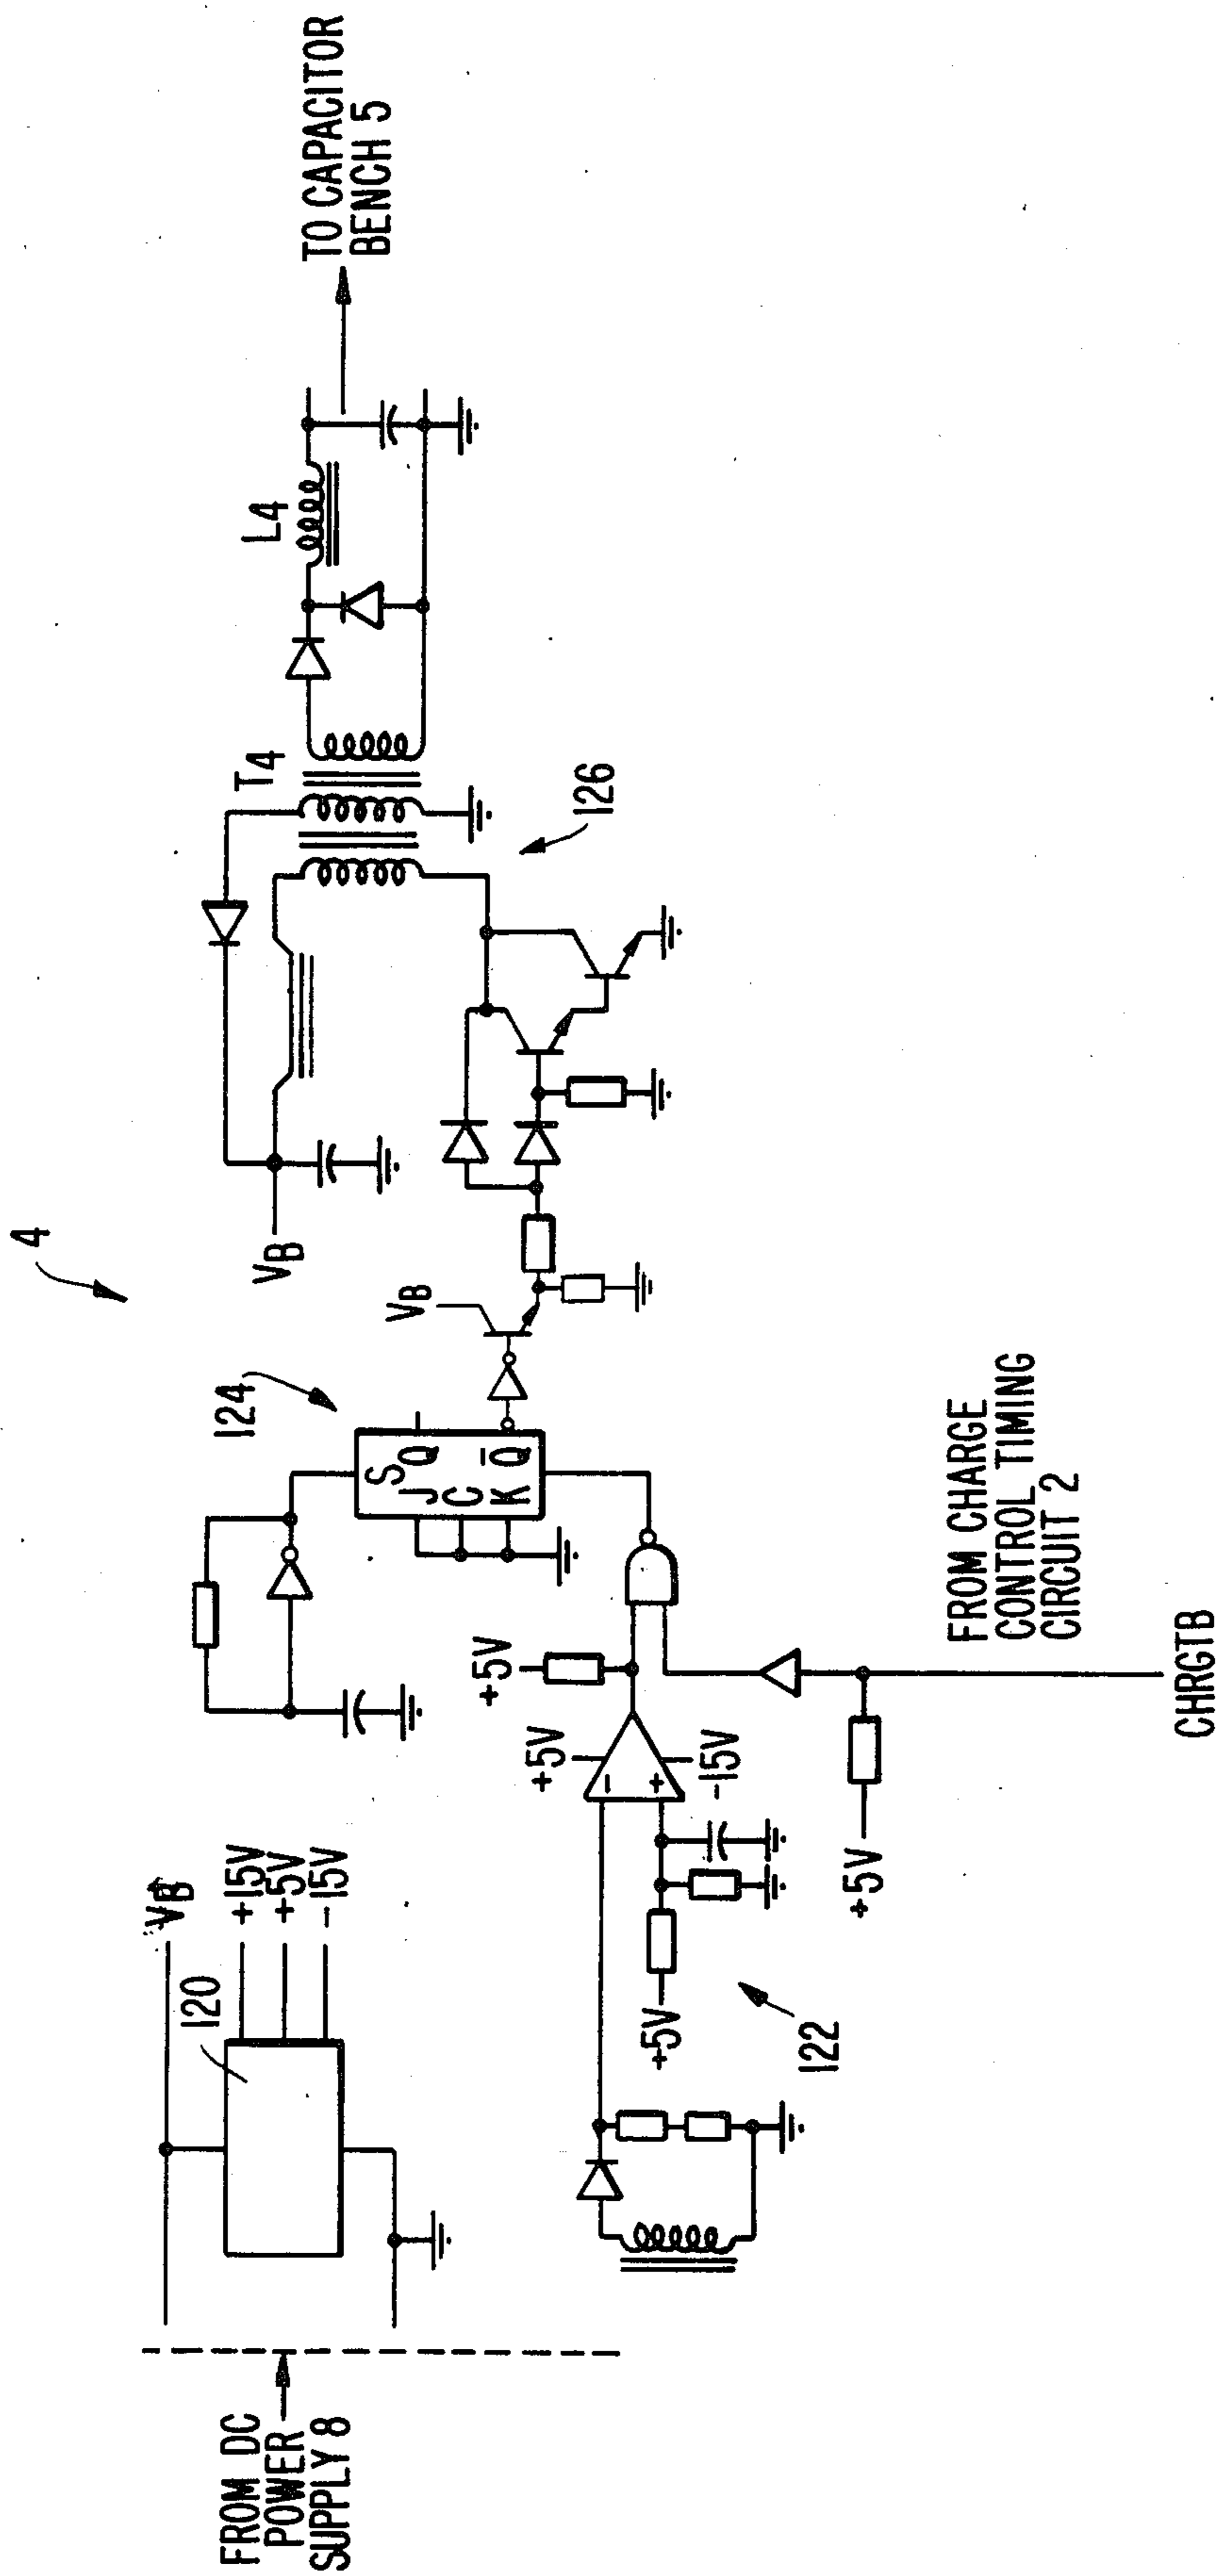 4
FROM DC
POWER
SUPPLY 8
VB
120
+15V
+5V
-15V
124
S
J
Q
C
K
Q̅
VB
VB
T4
L4
TO CAPACITOR
BENCH 5
126
+5V
+5V
-
+
-15V
+5V
122
+5V
FROM CHARGE
CONTROL TIMING
CIRCUIT 2
CHRGTB